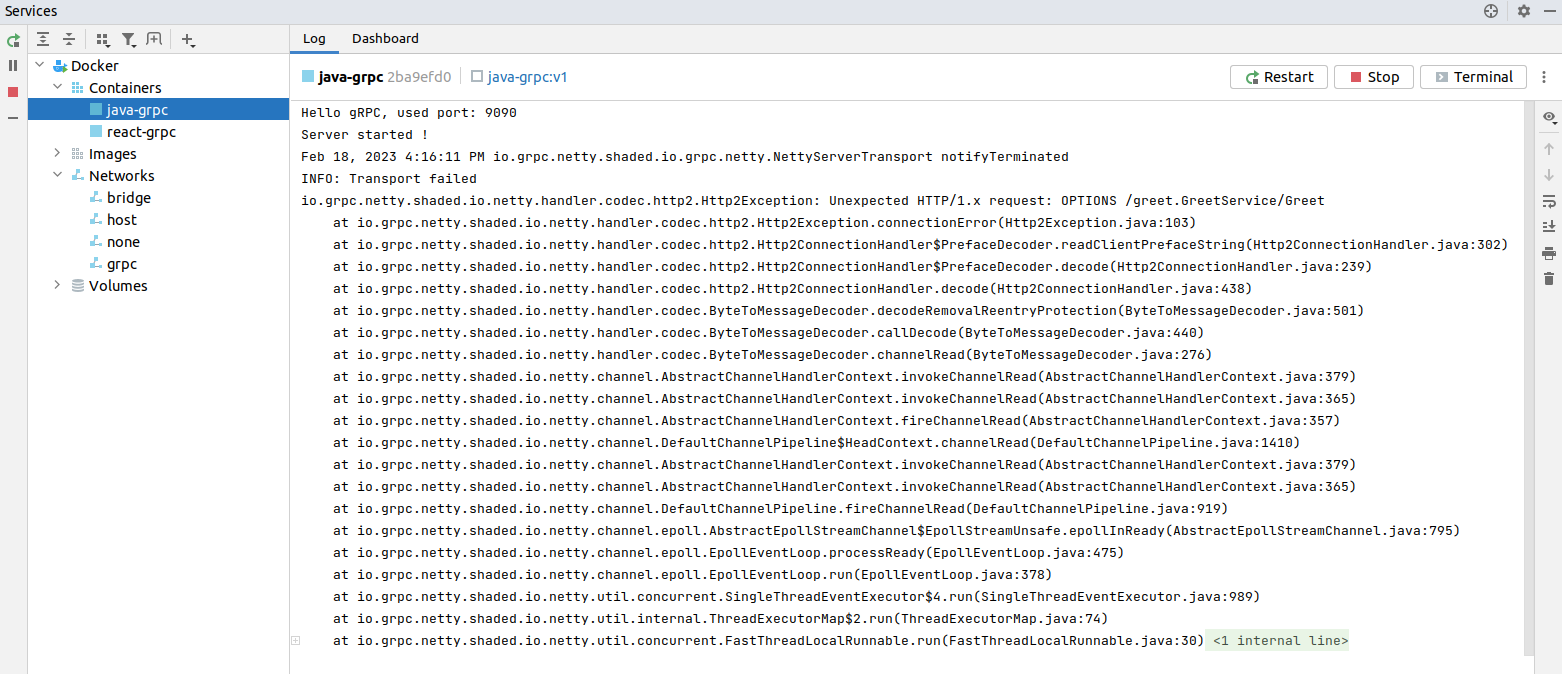 Services
Log Dashboard
Docker
Containers
java-grpc
react-grpc
Images
Networks
bridge
host
none
grpc
Volumes
java-grpc 2ba9efd0 java-grpc:v1 Restart Stop Terminal
Hello gRPC, used port: 9090
Server started !
Feb 18, 2023 4:16:11 PM io.grpc.netty.shaded.io.grpc.netty.NettyServerTransport notifyTerminated
INFO: Transport failed
io.grpc.netty.shaded.io.netty.handler.codec.http2.Http2Exception: Unexpected HTTP/1.x request: OPTIONS /greet.GreetService/Greet
at io.grpc.netty.shaded.io.netty.handler.codec.http2.Http2Exception.connectionError(Http2Exception.java:103)
at io.grpc.netty.shaded.io.netty.handler.codec.http2.Http2ConnectionHandler$PrefaceDecoder.readClientPrefaceString(Http2ConnectionHandler.java:302)
at io.grpc.netty.shaded.io.netty.handler.codec.http2.Http2ConnectionHandler$PrefaceDecoder.decode(Http2ConnectionHandler.java:239)
at io.grpc.netty.shaded.io.netty.handler.codec.http2.Http2ConnectionHandler.decode(Http2ConnectionHandler.java:438)
at io.grpc.netty.shaded.io.netty.handler.codec.ByteToMessageDecoder.decodeRemovalReentryProtection(ByteToMessageDecoder.java:501)
at io.grpc.netty.shaded.io.netty.handler.codec.ByteToMessageDecoder.callDecode(ByteToMessageDecoder.java:440)
at io.grpc.netty.shaded.io.netty.handler.codec.ByteToMessageDecoder.channelRead(ByteToMessageDecoder.java:276)
at io.grpc.netty.shaded.io.netty.channel.AbstractChannelHandlerContext.invokeChannelRead(AbstractChannelHandlerContext.java:379)
at io.grpc.netty.shaded.io.netty.channel.AbstractChannelHandlerContext.invokeChannelRead(AbstractChannelHandlerContext.java:365)
at io.grpc.netty.shaded.io.netty.channel.AbstractChannelHandlerContext.fireChannelRead(AbstractChannelHandlerContext.java:357)
at io.grpc.netty.shaded.io.netty.channel.DefaultChannelPipeline$HeadContext.channelRead(DefaultChannelPipeline.java:1410)
at io.grpc.netty.shaded.io.netty.channel.AbstractChannelHandlerContext.invokeChannelRead(AbstractChannelHandlerContext.java:379)
at io.grpc.netty.shaded.io.netty.channel.AbstractChannelHandlerContext.invokeChannelRead(AbstractChannelHandlerContext.java:365)
at io.grpc.netty.shaded.io.netty.channel.DefaultChannelPipeline.fireChannelRead(DefaultChannelPipeline.java:919)
at io.grpc.netty.shaded.io.netty.channel.epoll.AbstractEpollStreamChannel$EpollStreamUnsafe.epollInReady(AbstractEpollStreamChannel.java:795)
at io.grpc.netty.shaded.io.netty.channel.epoll.EpollEventLoop.processReady(EpollEventLoop.java:475)
at io.grpc.netty.shaded.io.netty.channel.epoll.EpollEventLoop.run(EpollEventLoop.java:378)
at io.grpc.netty.shaded.io.netty.util.concurrent.SingleThreadEventExecutor$4.run(SingleThreadEventExecutor.java:989)
at io.grpc.netty.shaded.io.netty.util.internal.ThreadExecutorMap$2.run(ThreadExecutorMap.java:74)
at io.grpc.netty.shaded.io.netty.util.concurrent.FastThreadLocalRunnable.run(FastThreadLocalRunnable.java:30) <1 internal line>